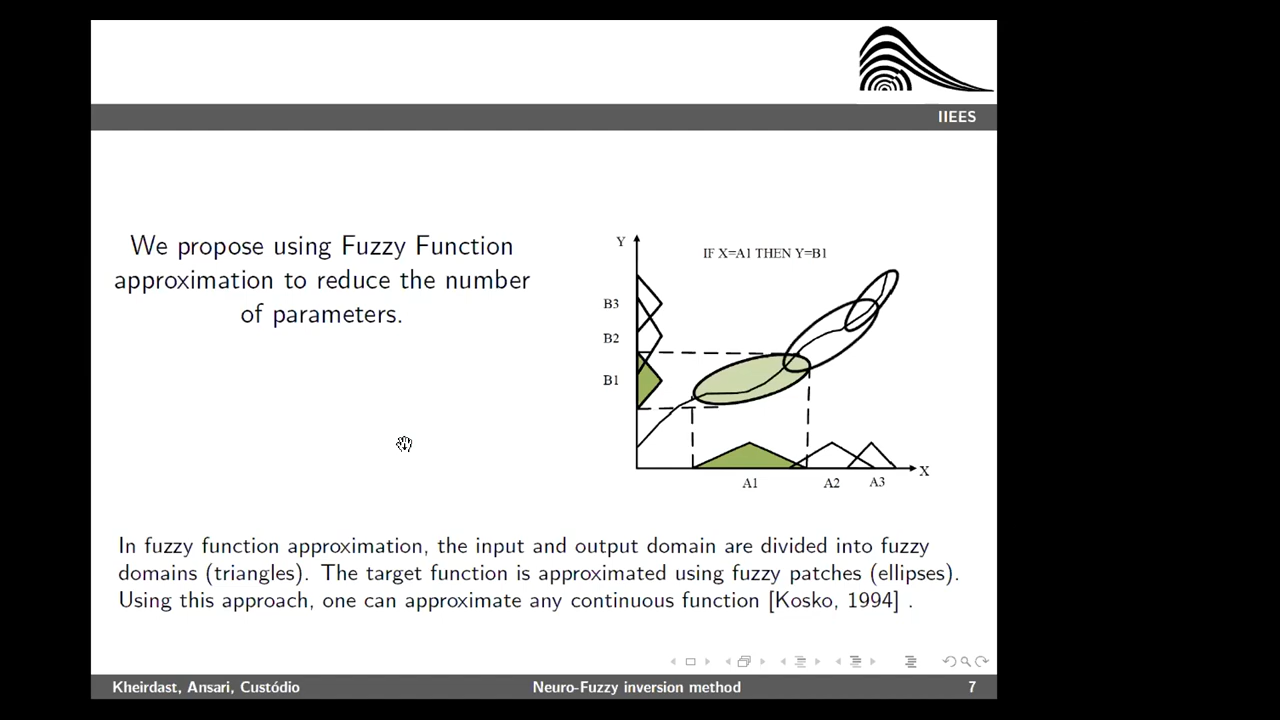 IIEES
We propose using Fuzzy Function
approximation to reduce the number
of parameters.
Y
IF X=A1 THEN Y=B1
B3
B2
B1
X
A1
A2
A3
In fuzzy function approximation, the input and output domain are divided into fuzzy
domains (triangles). The target function is approximated using fuzzy patches (ellipses).
Using this approach, one can approximate any continuous function [Kosko, 1994] .
Kheirdast, Ansari, Custódio
Neuro-Fuzzy inversion method
7